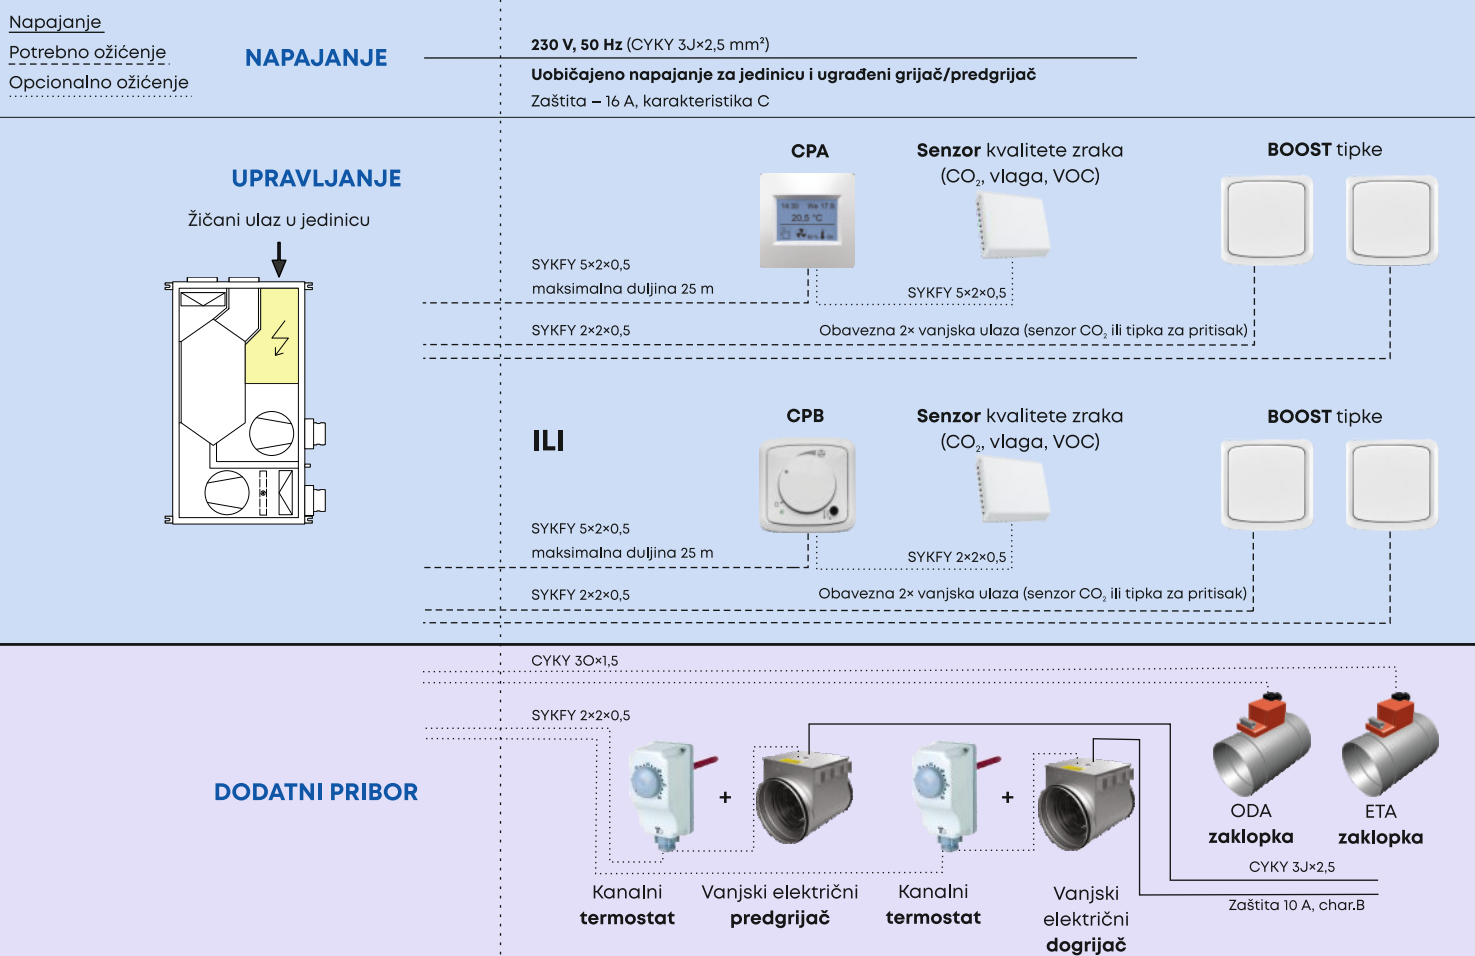 Napajanje
Potrebno ožićenje
Opcionalno ožićenje
NAPAJANJE
230 V, 50 Hz (CYKY 3J×2,5 mm²)
Uobičajeno napajanje za jedinicu i ugrađeni grijač/predgrijač
Zaštita – 16 A, karakteristika C
UPRAVLJANJE
Žičani ulaz u jedinicu
CPA
Senzor kvalitete zraka
(CO₂, vlaga, VOC)
BOOST tipke
14:30 We 17.9
20,5 °C
SYKFY 5×2×0,5
maksimalna duljina 25 m
SYKFY 5×2×0,5
SYKFY 2×2×0,5
Obavezna 2× vanjska ulaza (senzor CO₂ ili tipka za pritisak)
ILI
CPB
Senzor kvalitete zraka
(CO₂, vlaga, VOC)
BOOST tipke
SYKFY 5×2×0,5
maksimalna duljina 25 m
SYKFY 2×2×0,5
SYKFY 2×2×0,5
Obavezna 2× vanjska ulaza (senzor CO₂ ili tipka za pritisak)
CYKY 3O×1,5
SYKFY 2×2×0,5
DODATNI PRIBOR
+
+
ODA
zaklopka
ETA
zaklopka
CYKY 3J×2,5
Zaštita 10 A, char.B
Kanalni
termostat
Vanjski električni
predgrijač
Kanalni
termostat
Vanjski
električni
dogrijač